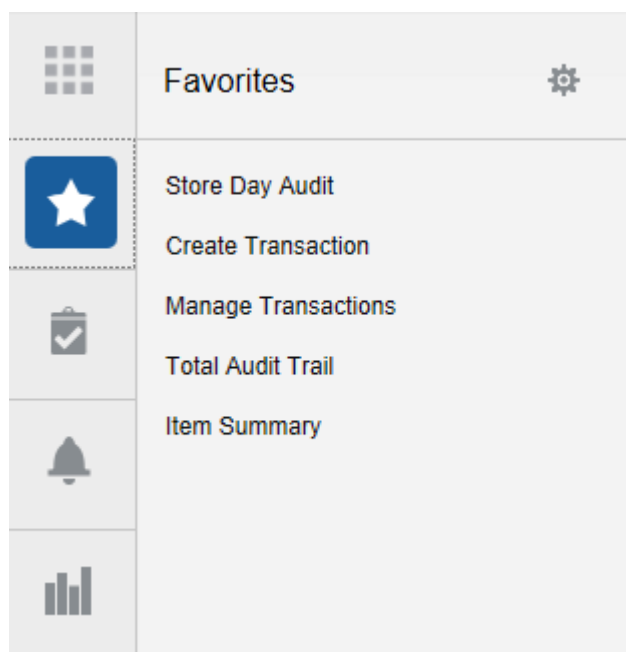 Favorites
Store Day Audit
Create Transaction
Manage Transactions
Total Audit Trail
Item Summary